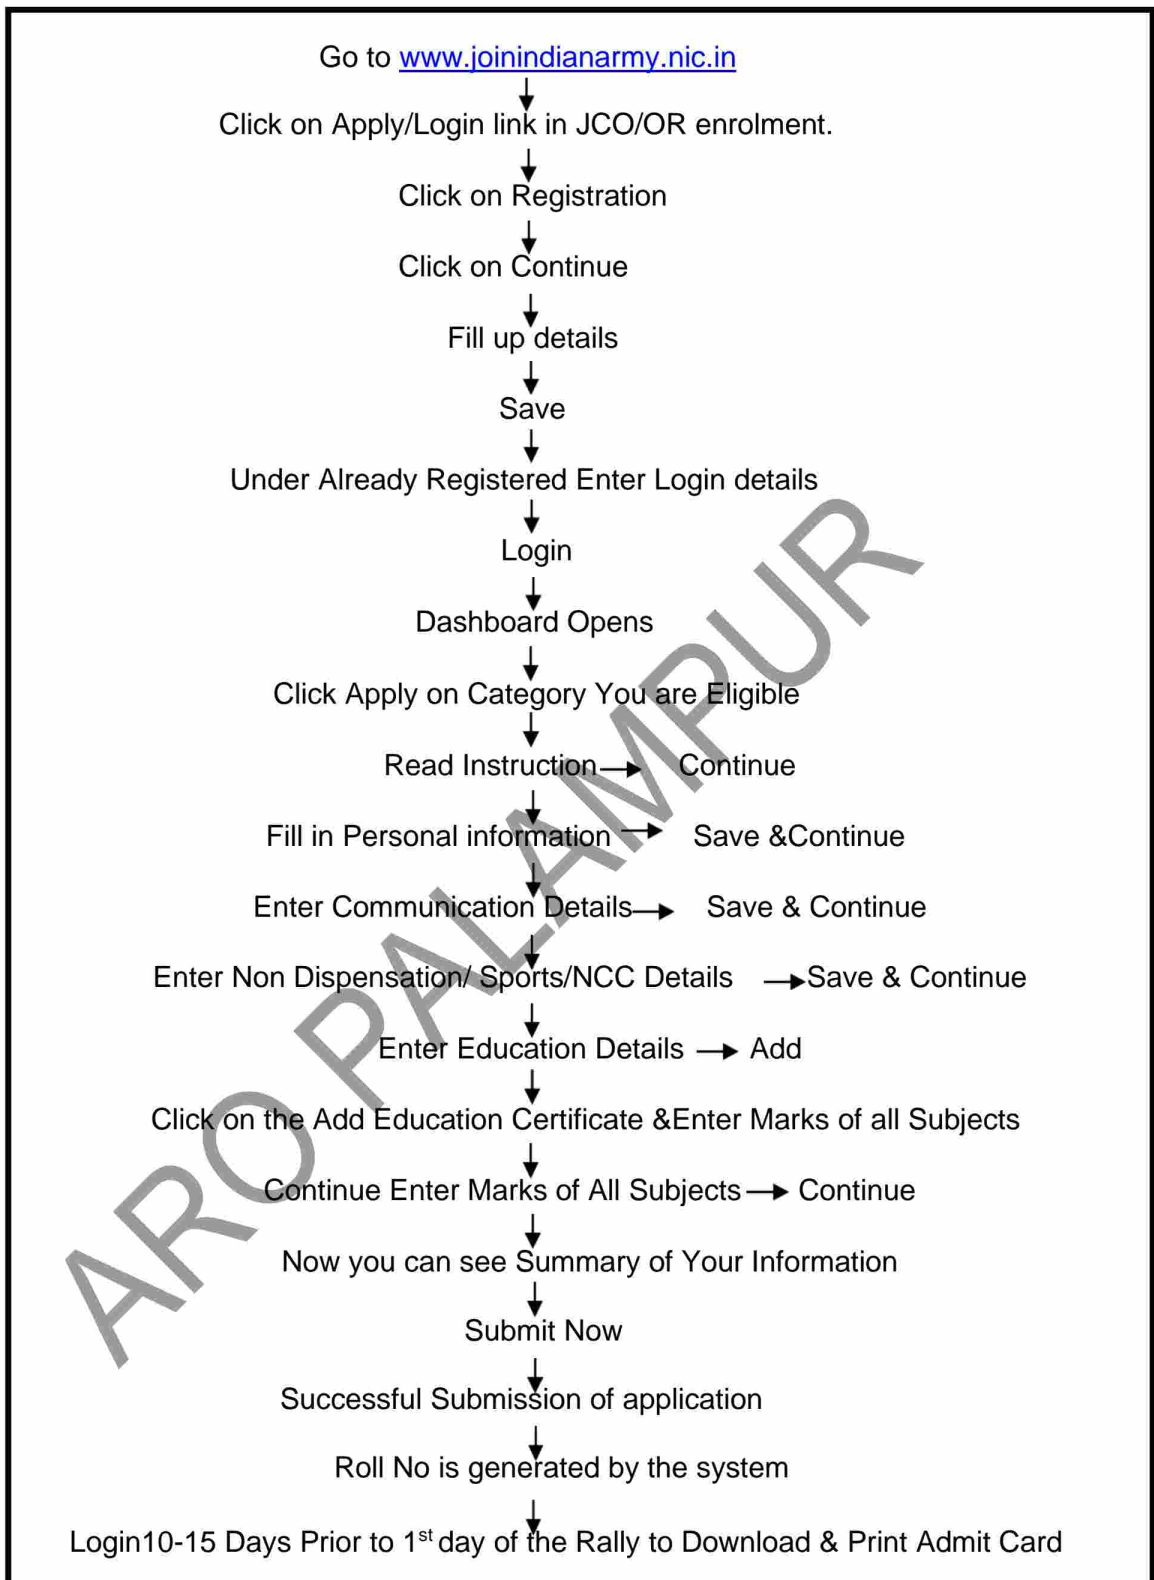 Go to www.joinindianarmy.nic.in
Click on Apply/Login link in JCO/OR enrolment.
Click on Registration
Click on Continue
Fill up details
Save
Under Already Registered Enter Login details
Login
Dashboard Opens
Click Apply on Category You are Eligible
Read Instruction Continue
Fill in Personal information Save &Continue
Enter Communication Details Save & Continue
Enter Non Dispensation/ Sports/NCC Details Save & Continue
Enter Education Details Add
Click on the Add Education Certificate &Enter Marks of all Subjects
Continue Enter Marks of All Subjects Continue
Now you can see Summary of Your Information
Submit Now
Successful Submission of application
Roll No is generated by the system
Login10-15 Days Prior to 1st day of the Rally to Download & Print Admit Card
ARO PALAMPUR